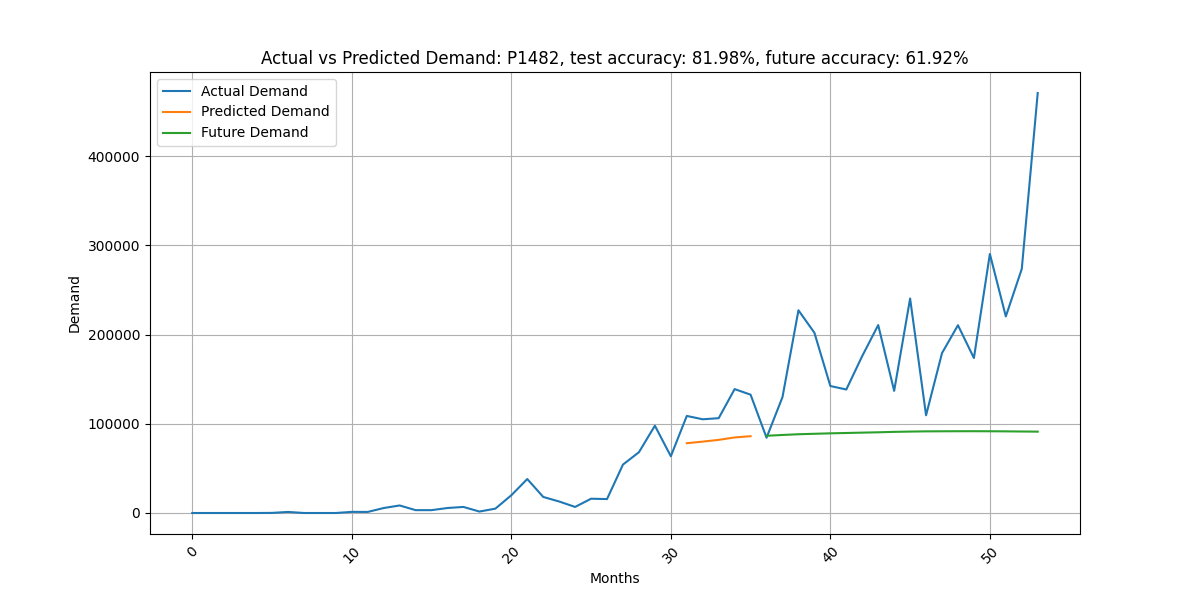 Actual vs Predicted Demand: P1482, test accuracy: 81.98%, future accuracy: 61.92%
Actual Demand
Predicted Demand
Future Demand
400000
300000
200000
100000
0
Demand
0 10 20 30 40 50
Months